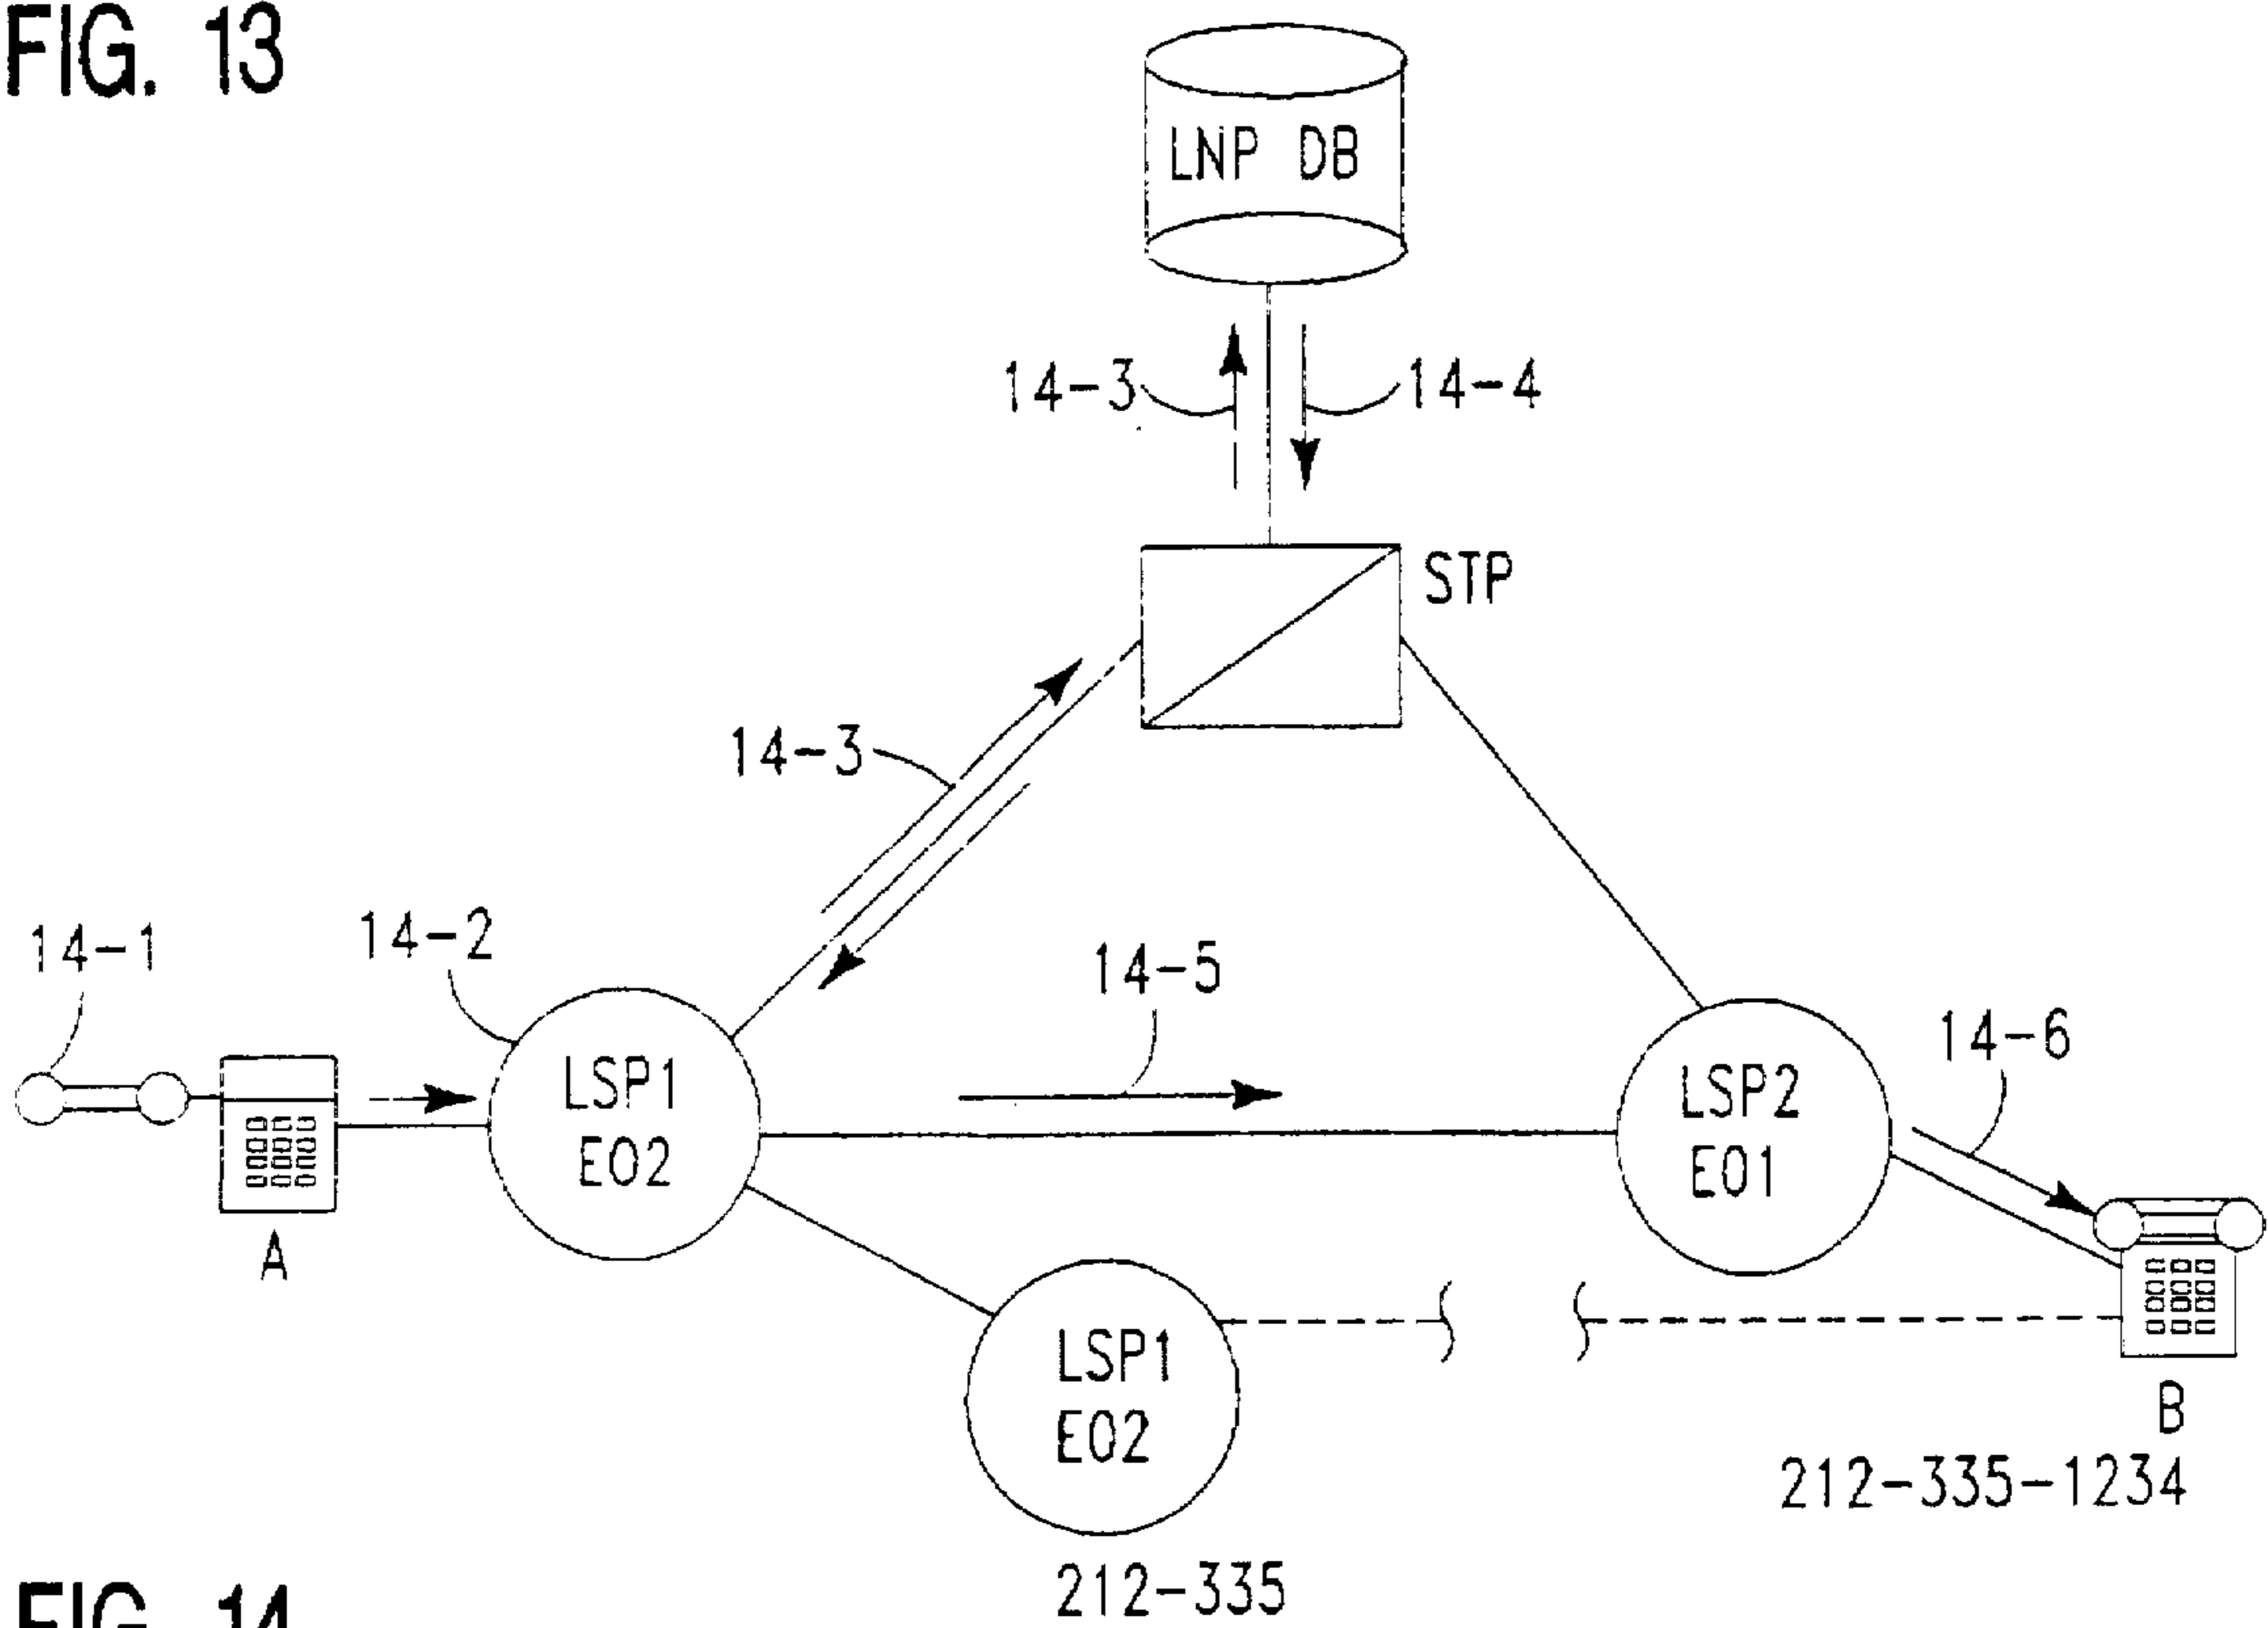 FIG. 13
LNP DB
14-3
14-4
STP
14-3
14-1
14-2
14-5
14-6
LSP1
EO2
LSP2
EO1
A
LSP1
EO2
B
212-335-1234
212-335
FIG. 14